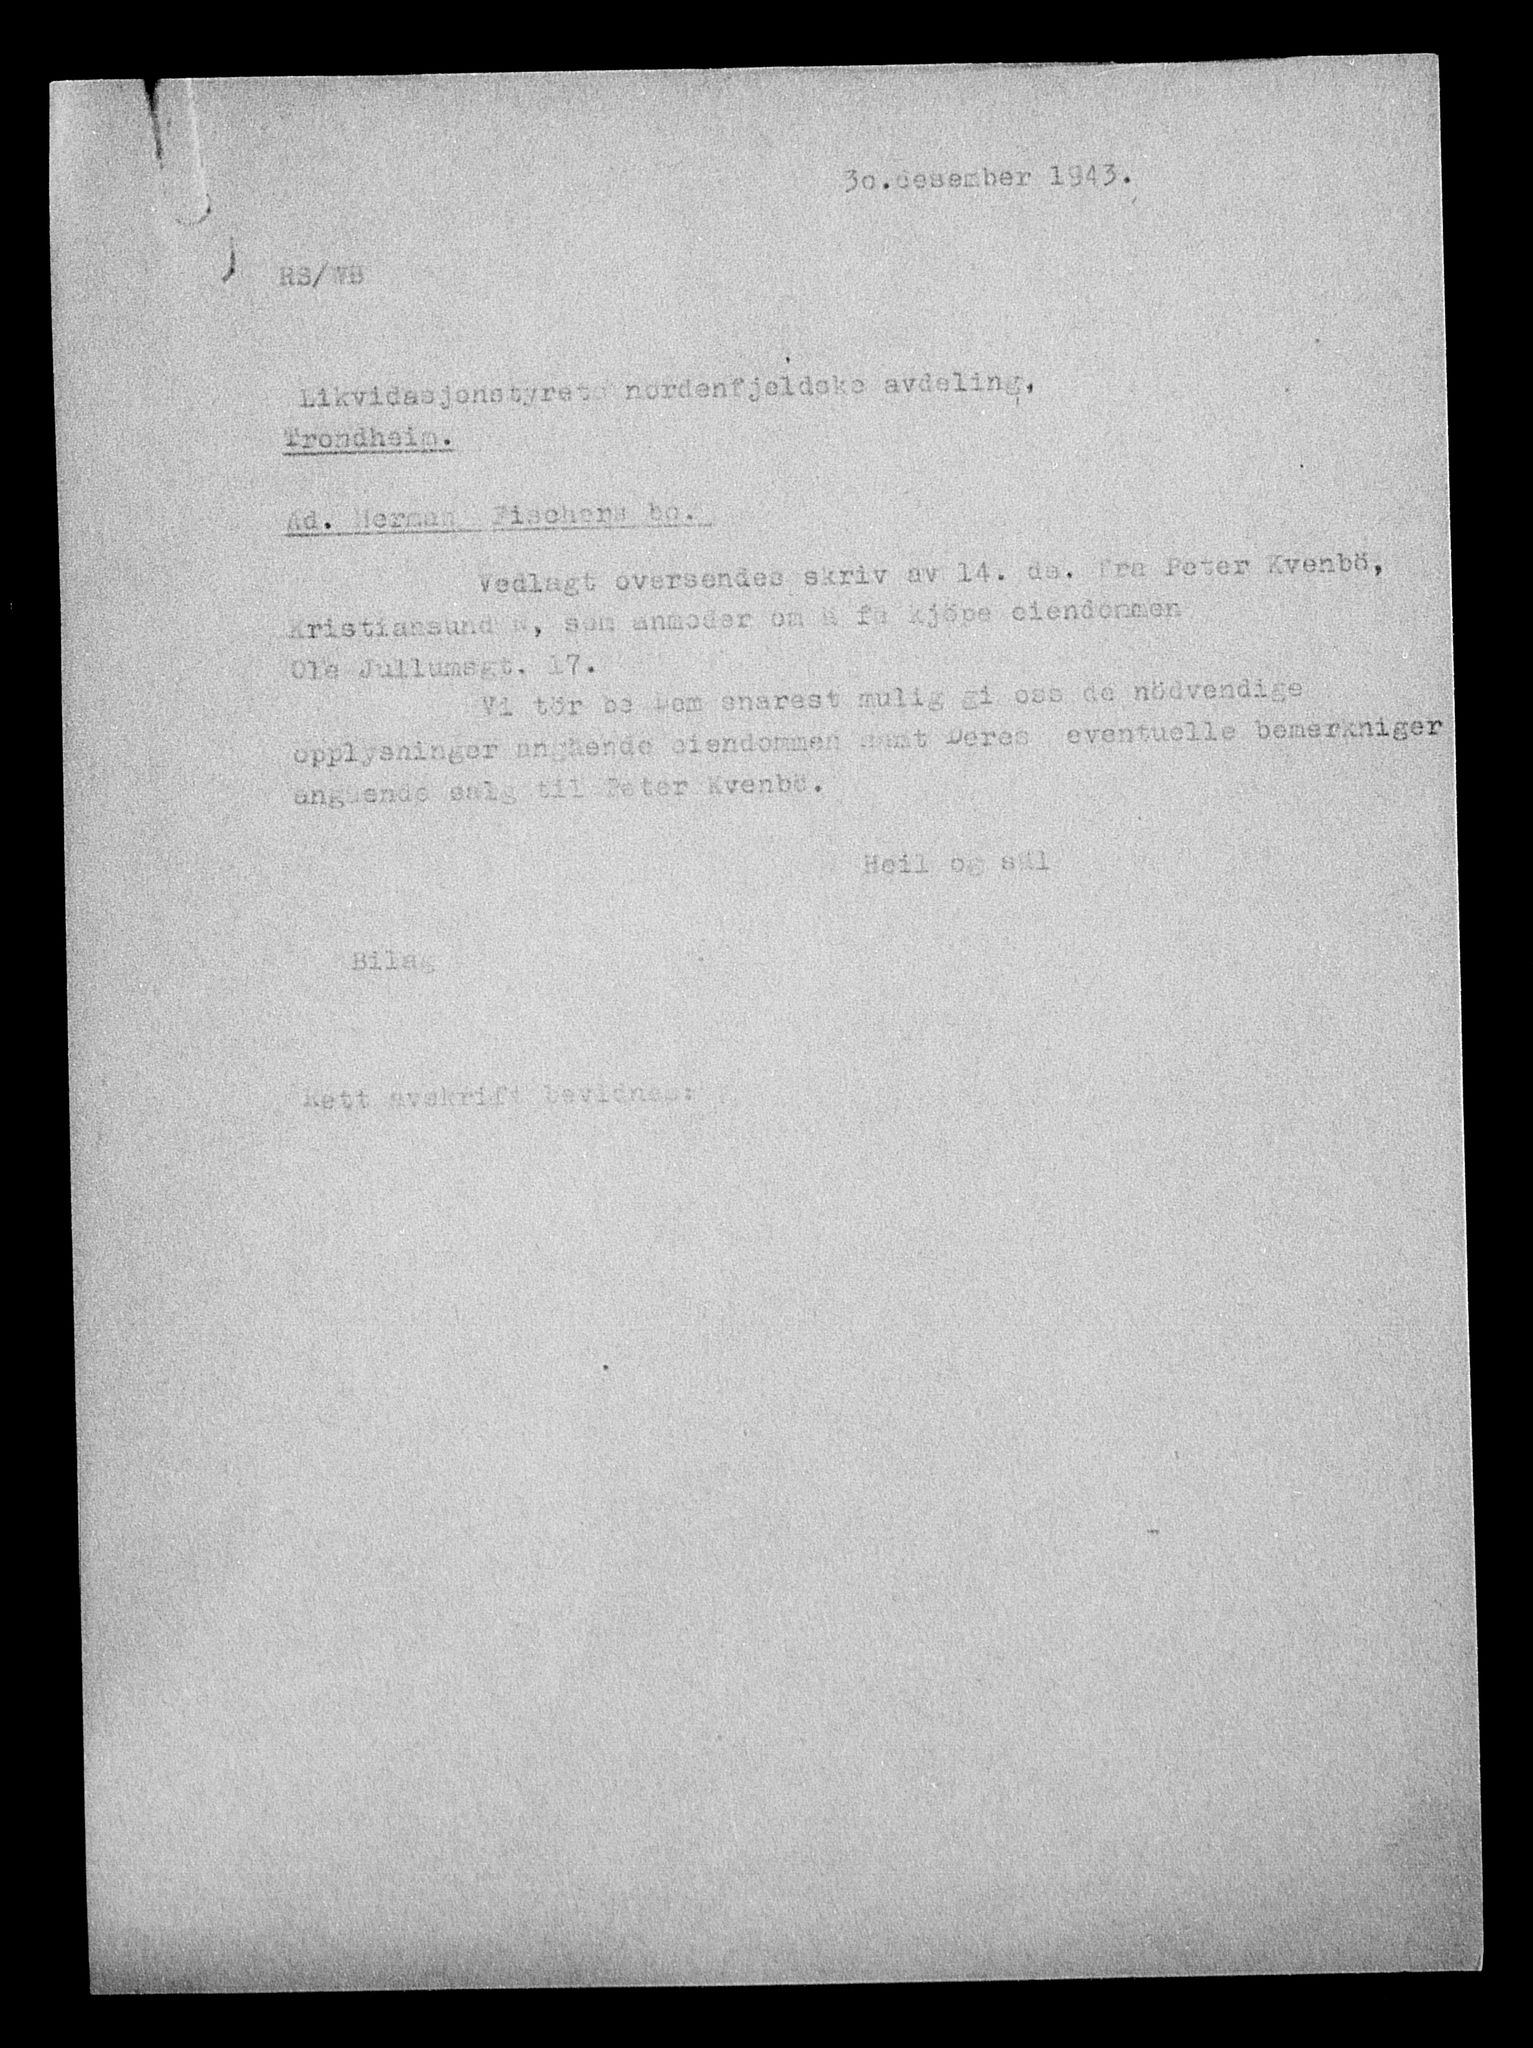 3o.desember 1943.
RS/WB
Likvidasjonstyrets nordenfjeldske avdeling,
Trondheim.
Ad. Herman Fischers bo.
Vedlagt oversendes skriv av 14. ds. fra Peter Kvenbö,
Kristiansund N, som anmoder om å få kjöpe eiendommen
Ole Jullumsgt. 17.
Vi tör be Dem snarest mulig gi oss de nödvendige
opplysninger angående eiendommen samt Deres eventuelle bemerkniger
angående salg til Peter Kvenbö.
Heil og sæl
Bilag
Rett avskrift bevidnes: